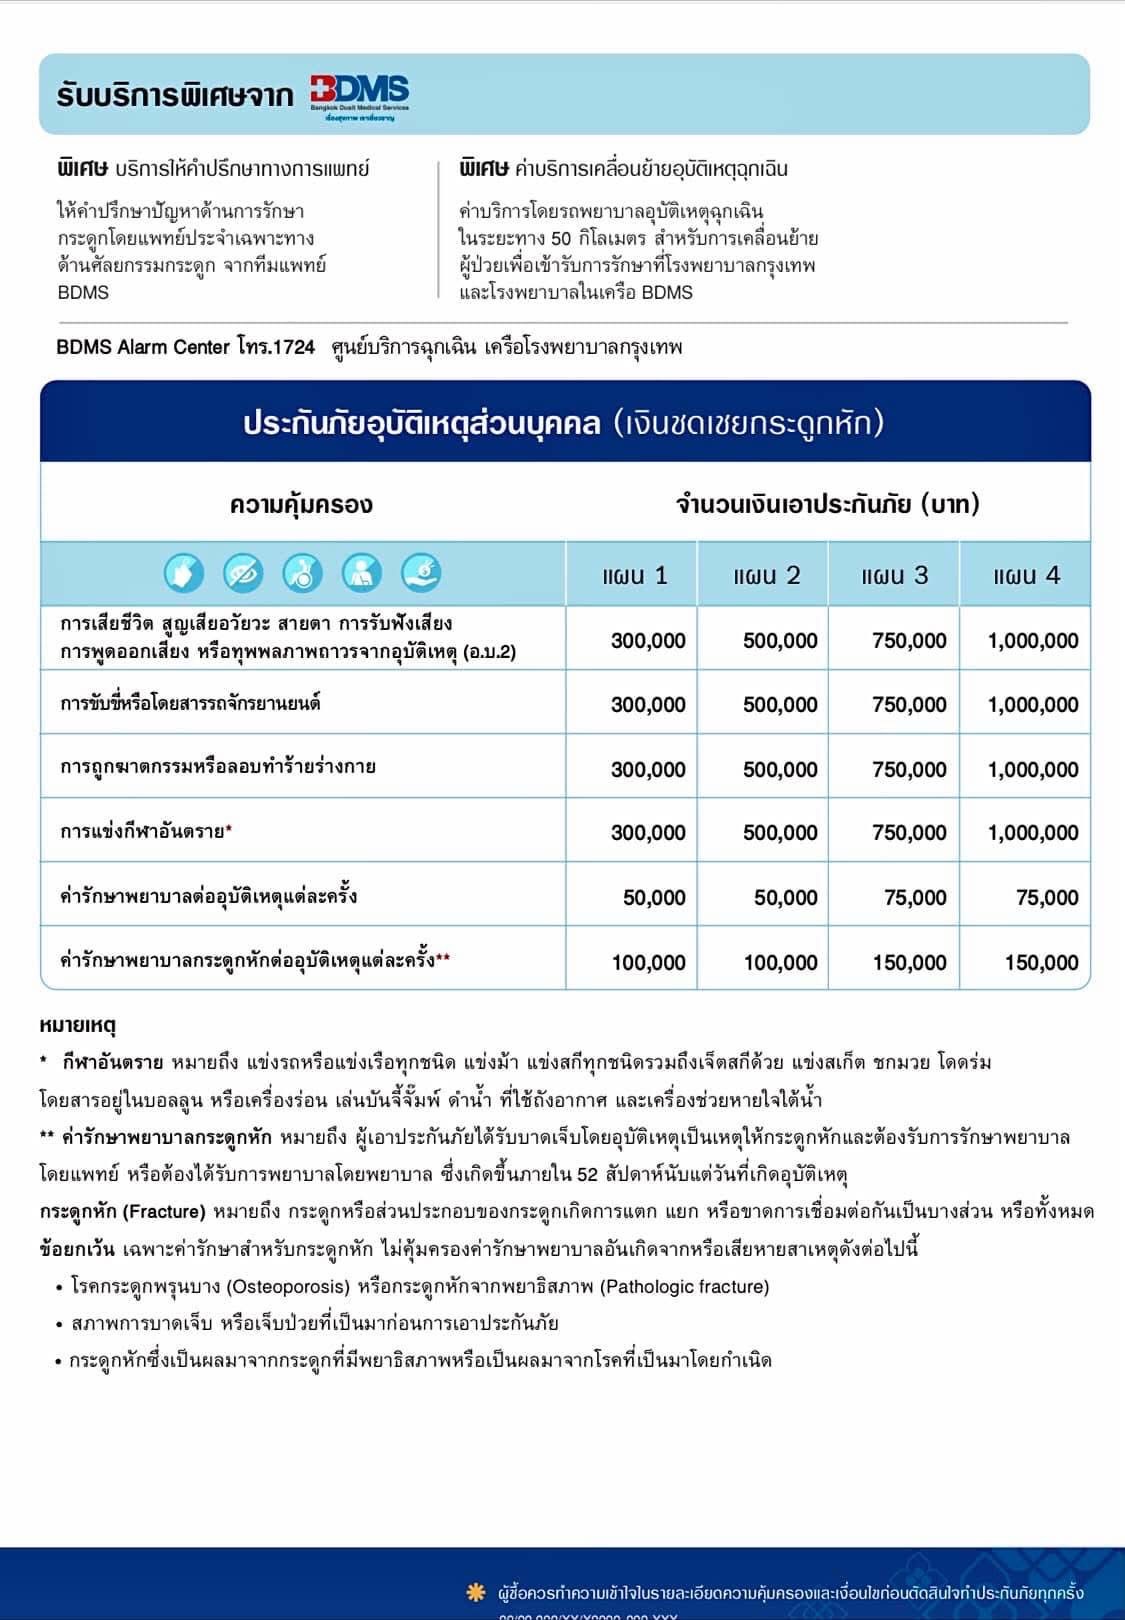 รับบริการพิเศษจาก BDMS
Bangkok Dusit Medical Services
พิเศษ บริการให้คำปรึกษาทางการแพทย์
ให้คำปรึกษาปัญหาด้านการรักษา
กระดูกโดยแพทย์ประจำเฉพาะทาง
ด้านศัลยกรรมกระดูก จากทีมแพทย์
BDMS
พิเศษ ค่าบริการเคลื่อนย้ายอุบัติเหตุฉุกเฉิน
ค่าบริการโดยรถพยาบาลอุบัติเหตุฉุกเฉิน
ในระยะทาง 50 กิโลเมตร สำหรับการเคลื่อนย้าย
ผู้ป่วยเพื่อเข้ารับการรักษาที่โรงพยาบาลกรุงเทพ
และโรงพยาบาลในเครือ BDMS
BDMS Alarm Center โทร.1724 ศูนย์บริการฉุกเฉิน เครือโรงพยาบาลกรุงเทพ
ประกันภัยอุบัติเหตุส่วนบุคคล (เงินชดเชยกระดูกหัก)
ความคุ้มครอง จำนวนเงินเอาประกันภัย (บาท)
แผน 1 แผน 2 แผน 3 แผน 4
การเสียชีวิต สูญเสียอวัยวะ สายตา การรับฟังเสียง
การพูดออกเสียง หรือทุพพลภาพถาวรจากอุบัติเหตุ (อ.บ.2) 300,000 500,000 750,000 1,000,000
การขับขี่หรือโดยสารรถจักรยานยนต์ 300,000 500,000 750,000 1,000,000
การถูกฆาตกรรมหรือลอบทำร้ายร่างกาย 300,000 500,000 750,000 1,000,000
การแข่งกีฬาอันตราย* 300,000 500,000 750,000 1,000,000
ค่ารักษาพยาบาลต่ออุบัติเหตุแต่ละครั้ง 50,000 50,000 75,000 75,000
ค่ารักษาพยาบาลกระดูกหักต่ออุบัติเหตุแต่ละครั้ง** 100,000 100,000 150,000 150,000
หมายเหตุ
* กีฬาอันตราย หมายถึง แข่งรถหรือแข่งเรือทุกชนิด แข่งม้า แข่งสกีทุกชนิดรวมถึงเจ็ตสกีด้วย แข่งสเก็ต ชกมวย โดดร่ม
โดยสารอยู่ในบอลลูน หรือเครื่องร่อน เล่นบันจี้จั๊มพ์ ดำน้ำ ที่ใช้ถังอากาศ และเครื่องช่วยหายใจใต้น้ำ
** ค่ารักษาพยาบาลกระดูกหัก หมายถึง ผู้เอาประกันภัยได้รับบาดเจ็บโดยอุบัติเหตุเป็นเหตุให้กระดูกหักและต้องรับการรักษาพยาบาล
โดยแพทย์ หรือต้องได้รับการพยาบาลโดยพยาบาล ซึ่งเกิดขึ้นภายใน 52 สัปดาห์นับแต่วันที่เกิดอุบัติเหตุ
กระดูกหัก (Fracture) หมายถึง กระดูกหรือส่วนประกอบของกระดูกเกิดการแตก แยก หรือขาดการเชื่อมต่อกันเป็นบางส่วน หรือทั้งหมด
ข้อยกเว้น เฉพาะค่ารักษาสำหรับกระดูกหัก ไม่คุ้มครองค่ารักษาพยาบาลอันเกิดจากหรือเสียหายสาเหตุดังต่อไปนี้
• โรคกระดูกพรุนบาง (Osteoporosis) หรือกระดูกหักจากพยาธิสภาพ (Pathologic fracture)
• สภาพการบาดเจ็บ หรือเจ็บป่วยที่เป็นมาก่อนการเอาประกันภัย
• กระดูกหักซึ่งเป็นผลมาจากกระดูกที่มีพยาธิสภาพหรือเป็นผลมาจากโรคที่เป็นมาโดยกำเนิด
ผู้ซื้อควรทำความเข้าใจในรายละเอียดความคุ้มครองและเงื่อนไขก่อนตัดสินใจทำประกันภัยทุกครั้ง